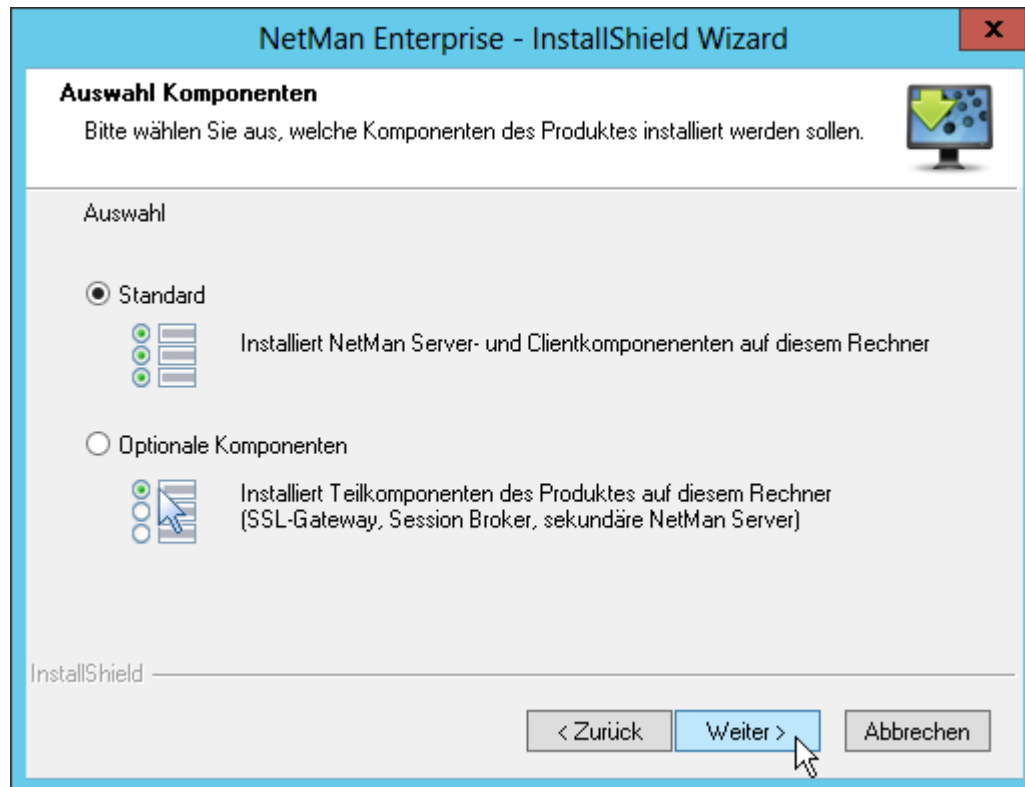 NetMan Enterprise - InstallShield Wizard
x
Auswahl Komponenten
Bitte wählen Sie aus, welche Komponenten des Produktes installiert werden sollen.
Auswahl
Standard
Installiert NetMan Server- und Clientkomponenenten auf diesem Rechner
Optionale Komponenten
Installiert Teilkomponenten des Produktes auf diesem Rechner
(SSL-Gateway, Session Broker, sekundäre NetMan Server)
InstallShield
< Zurück
Weiter >
Abbrechen